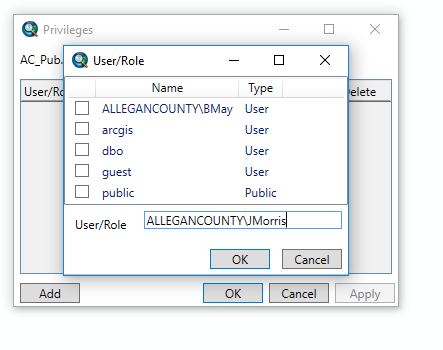 Privileges
AC_Pub.
User/Role
User/Ro
Delete
Name Type
ALLEGANCOUNTY\BMay User
arcgis User
dbo User
guest User
public Public
User/Role ALLEGANCOUNTY\JMorris
OK Cancel
Add OK Cancel Apply